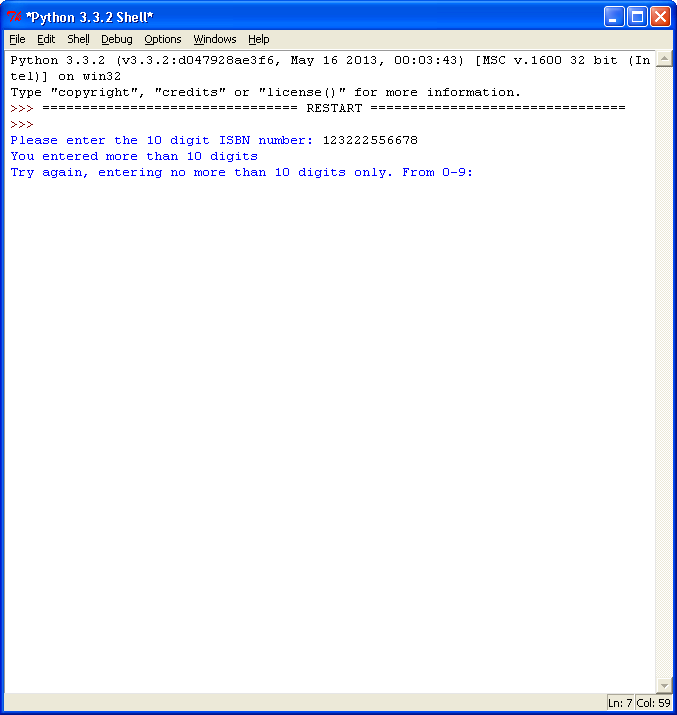 *Python 3.3.2 Shell*
File Edit Shell Debug Options Windows Help
Python 3.3.2 (v3.3.2:d047928ae3f6, May 16 2013, 00:03:43) [MSC v.1600 32 bit (In
tel)] on win32
Type "copyright", "credits" or "license()" for more information.
>>> ================================ RESTART ================================
>>>
Please enter the 10 digit ISBN number: 123222556678
You entered more than 10 digits
Try again, entering no more than 10 digits only. From 0-9:
Ln: 7 Col: 59